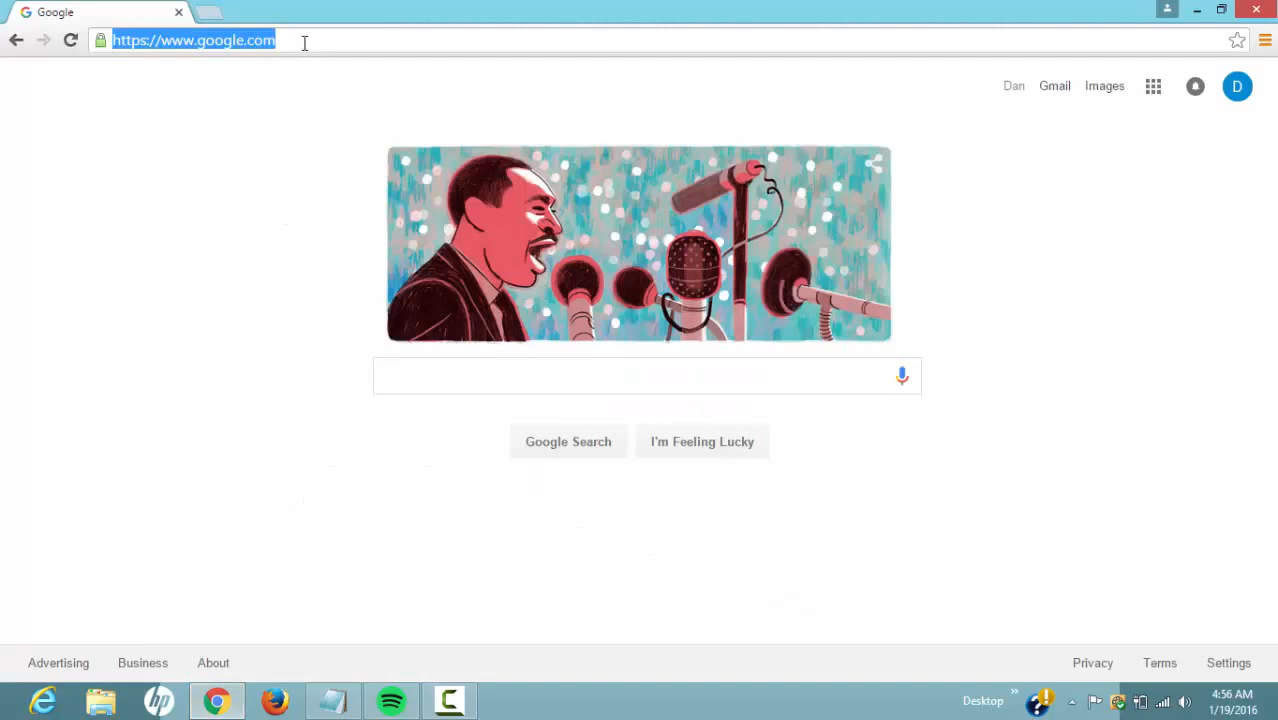 Google
https://www.google.com
Dan Gmail Images D
Google Search I'm Feeling Lucky
Advertising Business About Privacy Terms Settings
Desktop 4:56 AM
1/19/2016